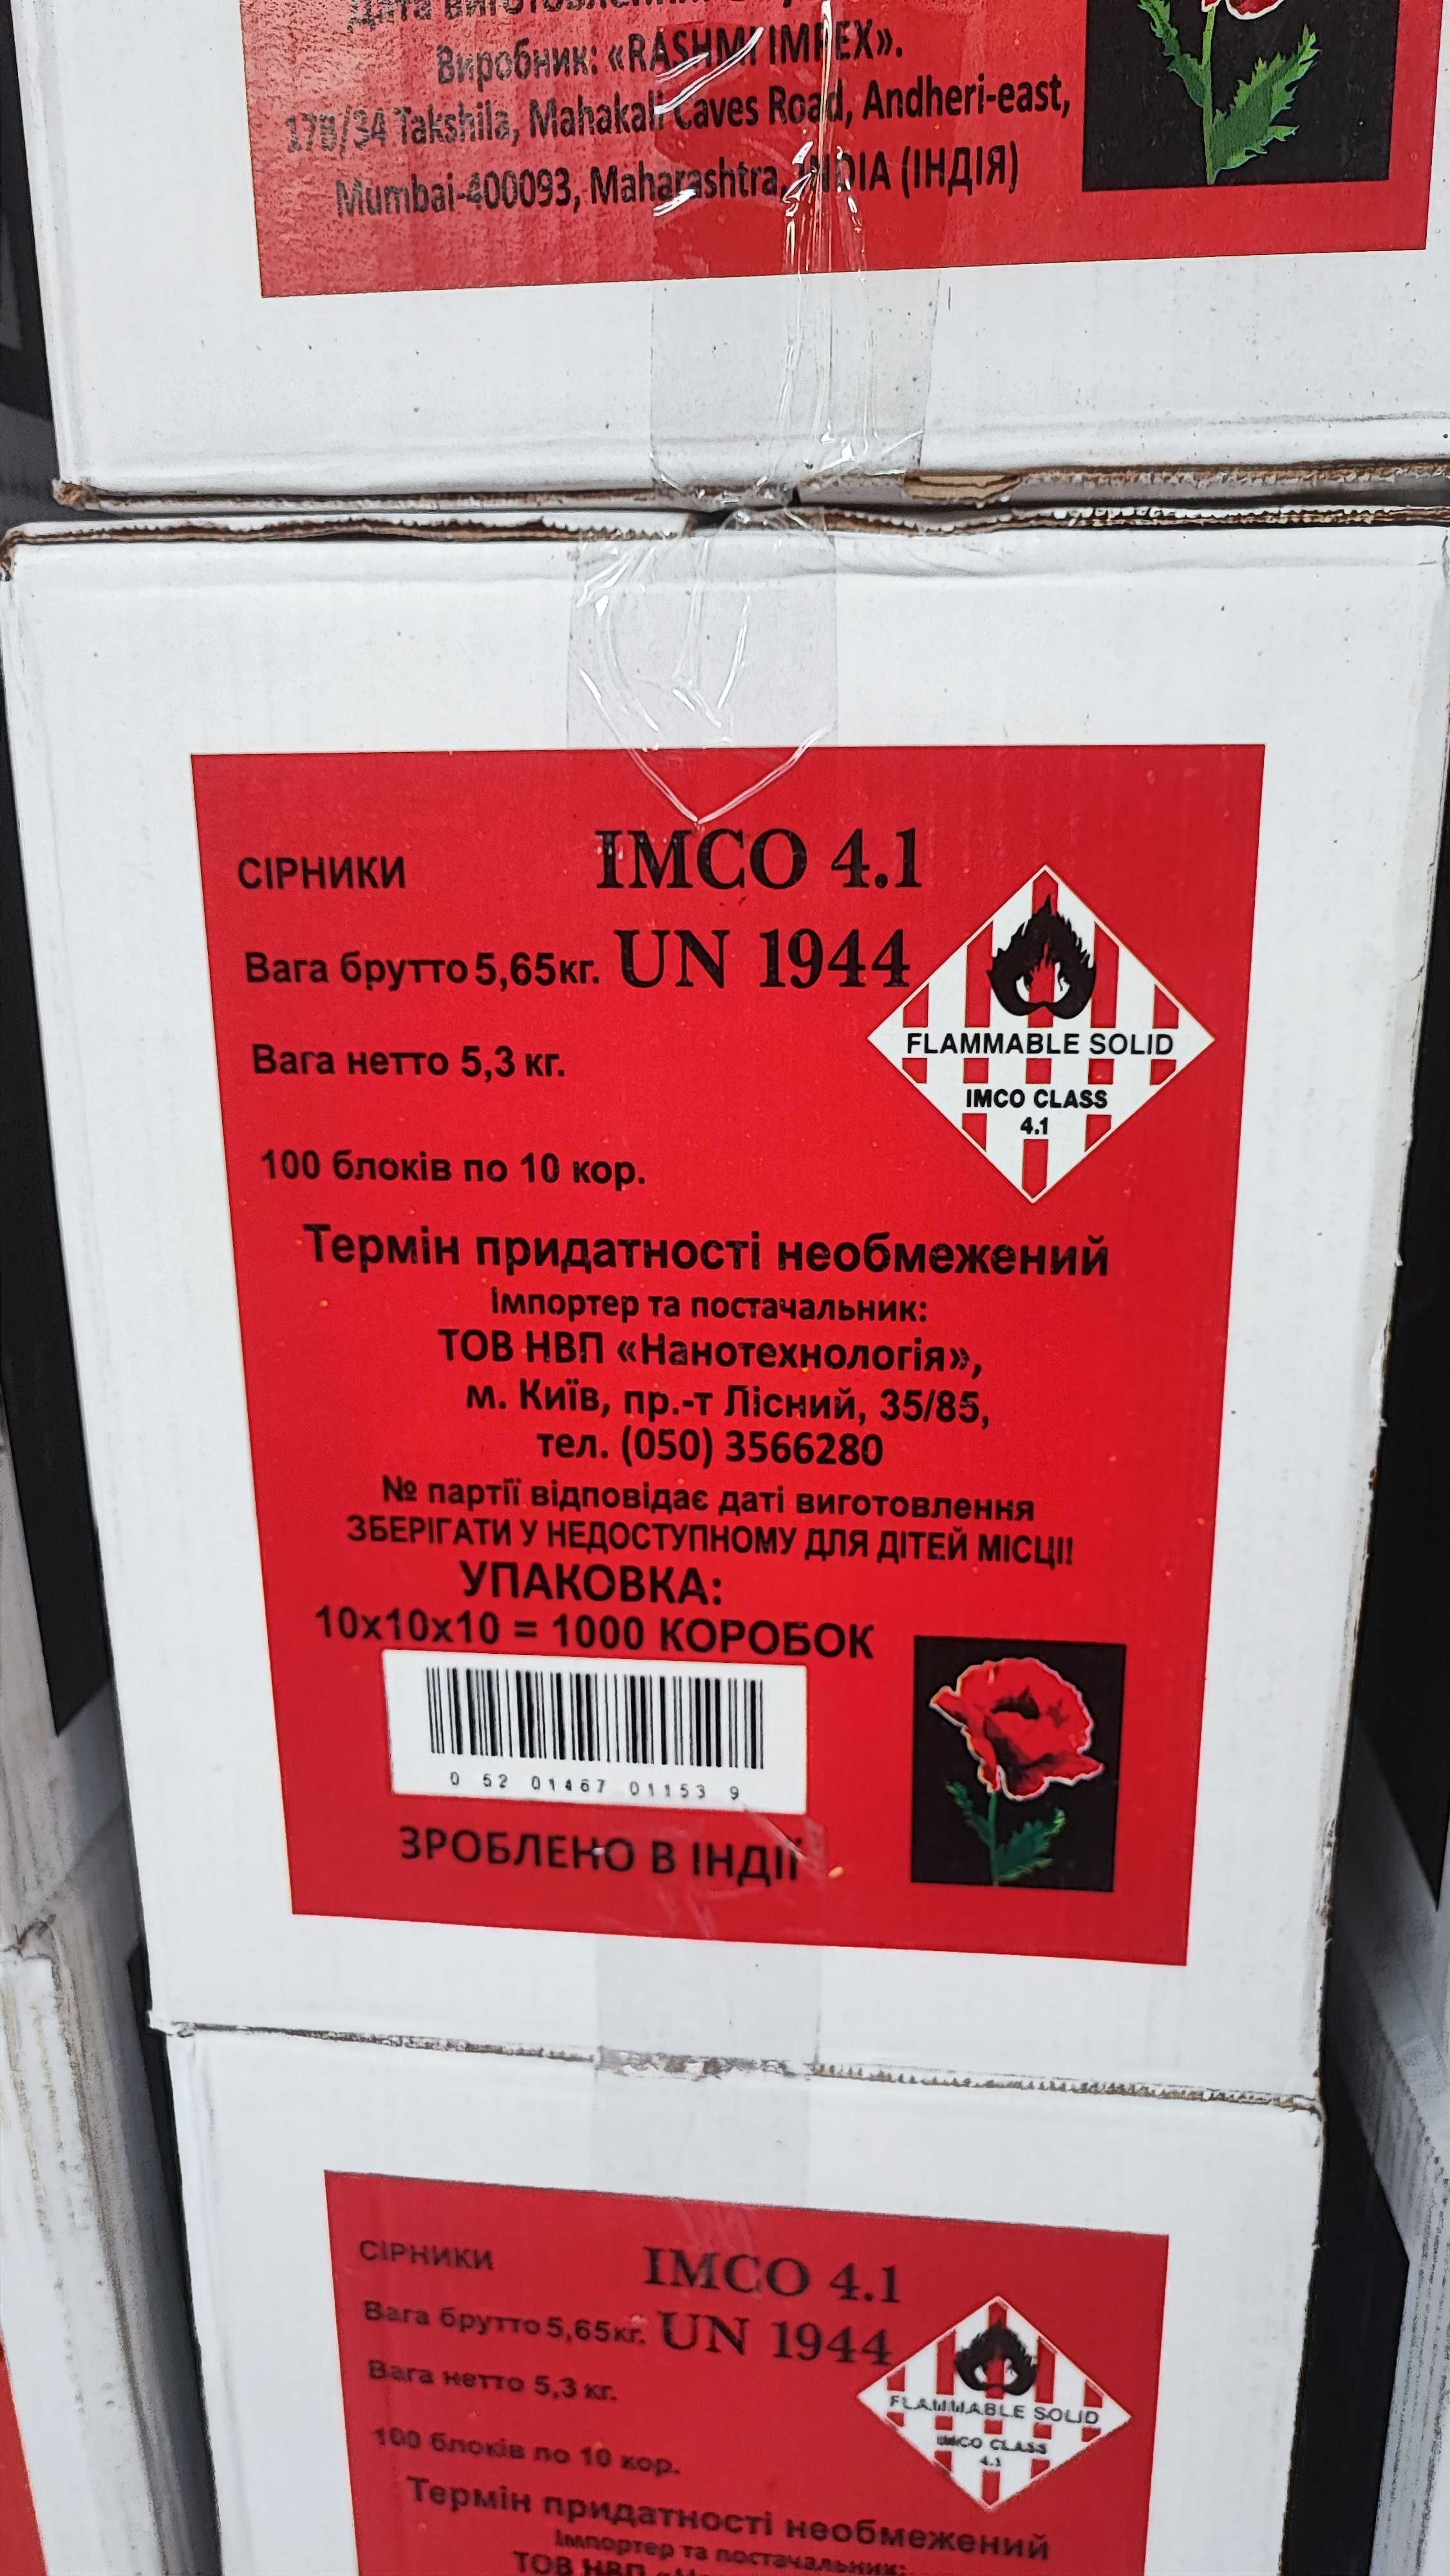 Дата
Виробник: «RASHMI IMPEX».
17B/34 Takshila, Mahakali Caves Road, Andheri-east,
Mumbai-400093, Maharashtra, INDIA (ІНДІЯ)
СІРНИКИ
IMCO 4.1
Вага брутто 5,65кг.
UN 1944
Вага нетто 5,3 кг.
FLAMMABLE SOLID
IMCO CLASS
4.1
100 блоків по 10 кор.
Термін придатності необмежений
Імпортер та постачальник:
ТОВ НВП «Нанотехнологія»,
м. Київ, пр.-т Лісний, 35/85,
тел. (050) 3566280
№ партії відповідає даті виготовлення
ЗБЕРІГАТИ У НЕДОСТУПНОМУ ДЛЯ ДІТЕЙ МІСЦІ!
УПАКОВКА:
10х10х10 = 1000 КОРОБОК
0 52 01467 01153 9
ЗРОБЛЕНО В ІНДІЇ
СІРНИКИ
IMCO 4.1
Вага брутто 5,65кг.
UN 1944
Вага нетто 5,3 кг.
FLAMMABLE SOLID
IMCO CLASS
4.1
100 блоків по 10 кор.
Термін придатності необмежений
Імпортер та постачальник:
ТОВ НВП